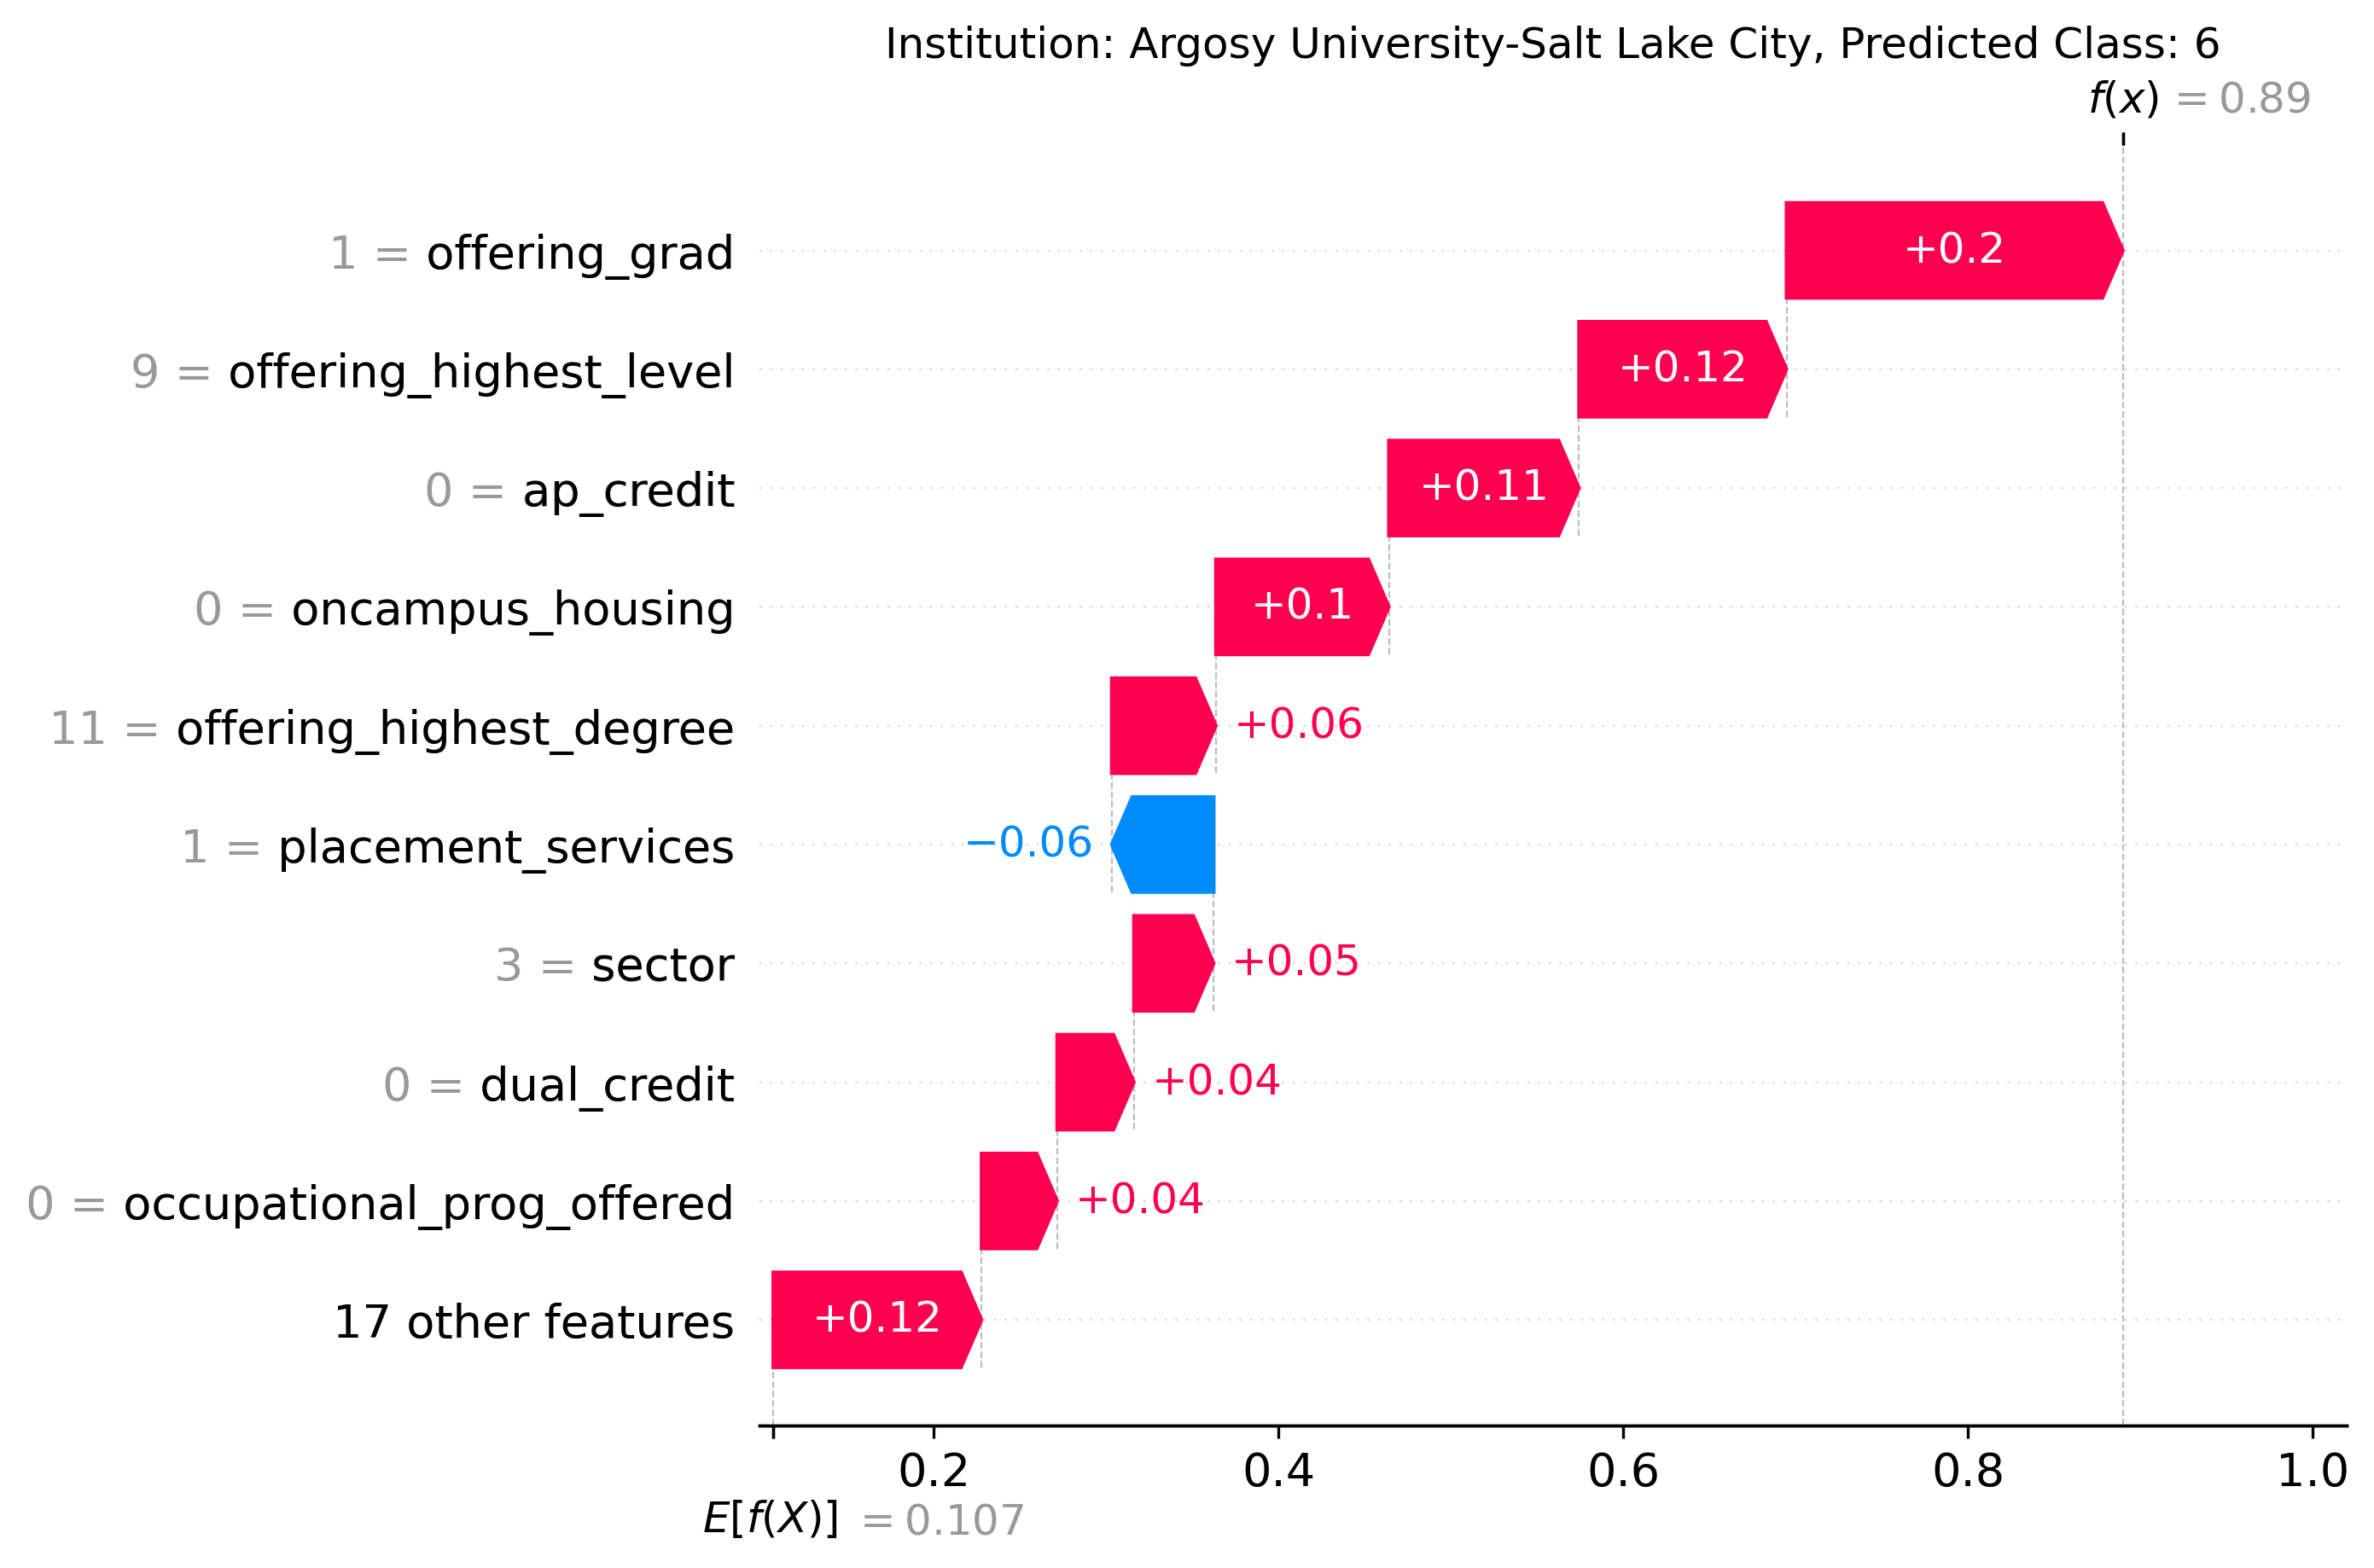 Institution: Argosy University-Salt Lake City, Predicted Class: 6
f(x) = 0.89
1 = offering_grad +0.2
9 = offering_highest_level +0.12
0 = ap_credit +0.11
0 = oncampus_housing +0.1
11 = offering_highest_degree +0.06
1 = placement_services −0.06
3 = sector +0.05
0 = dual_credit +0.04
0 = occupational_prog_offered +0.04
17 other features +0.12
0.2 0.4 0.6 0.8 1.0
E[f(X)] = 0.107